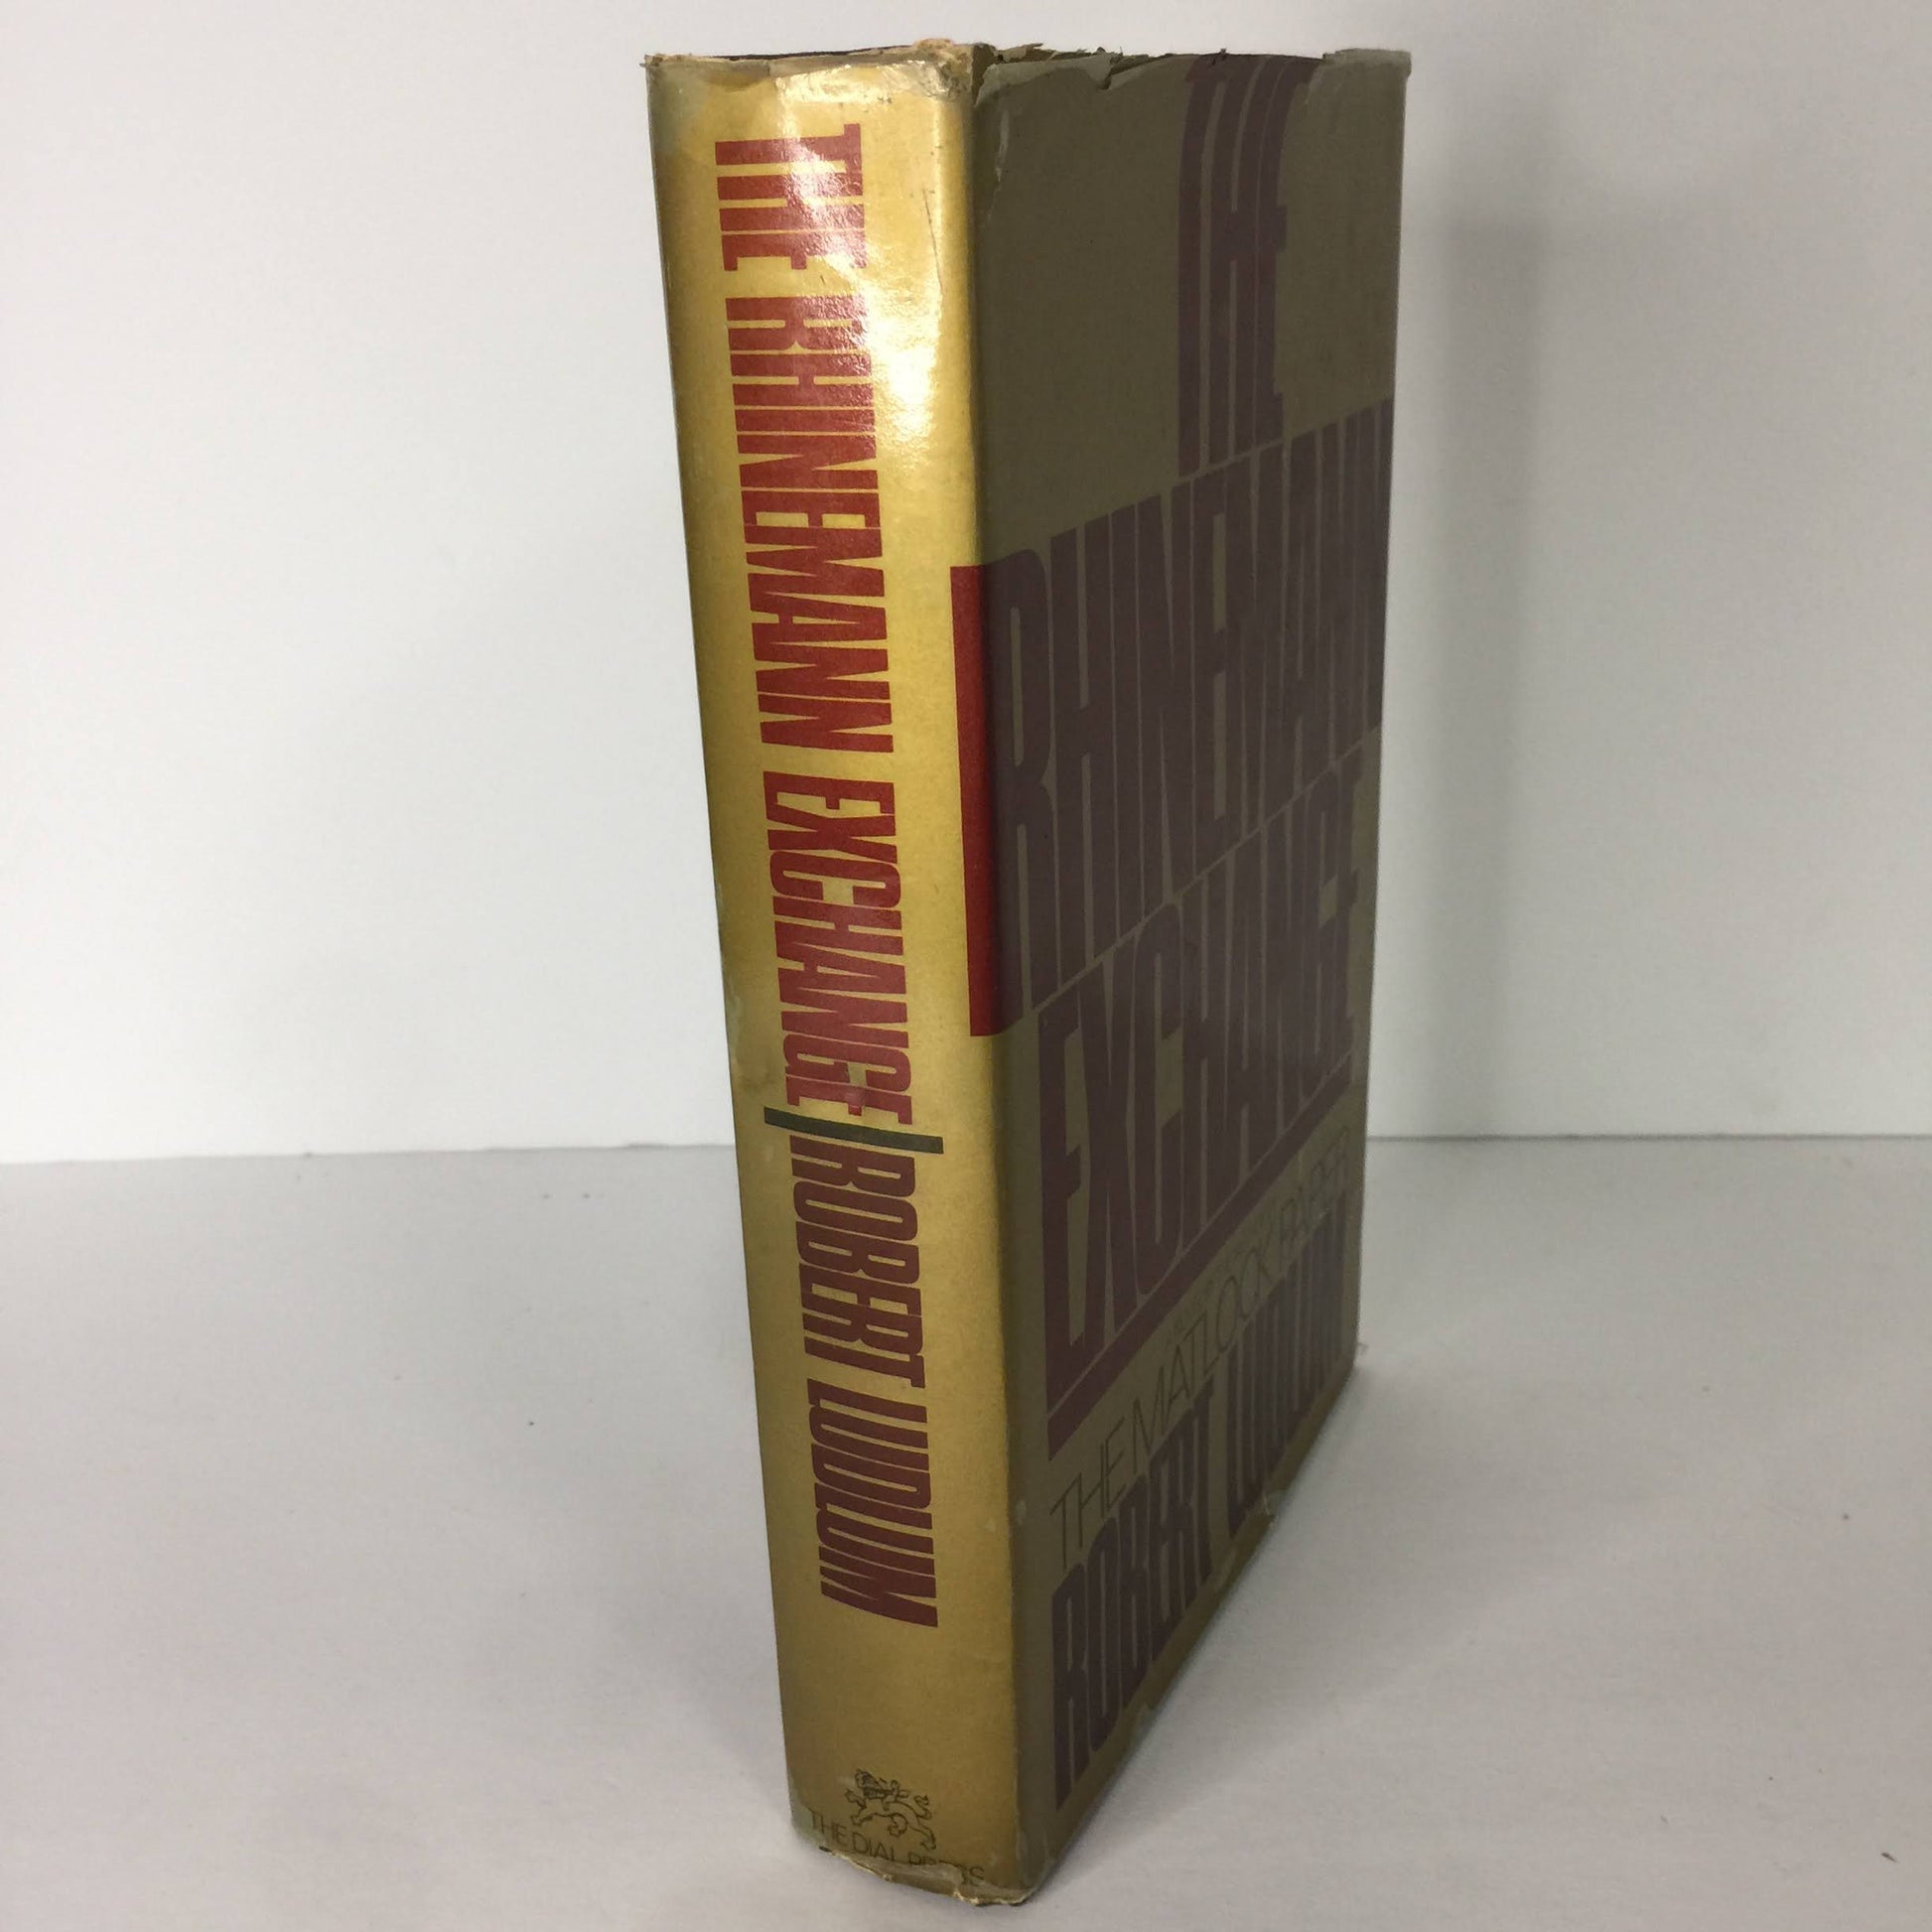 THE RHINEMANN EXCHANGE
ROBERT LUDLUM
THE DIAL PRESS
THE
RHINEMANN
EXCHANGE
THE MATLOCK PAPER
ROBERT LUDLUM